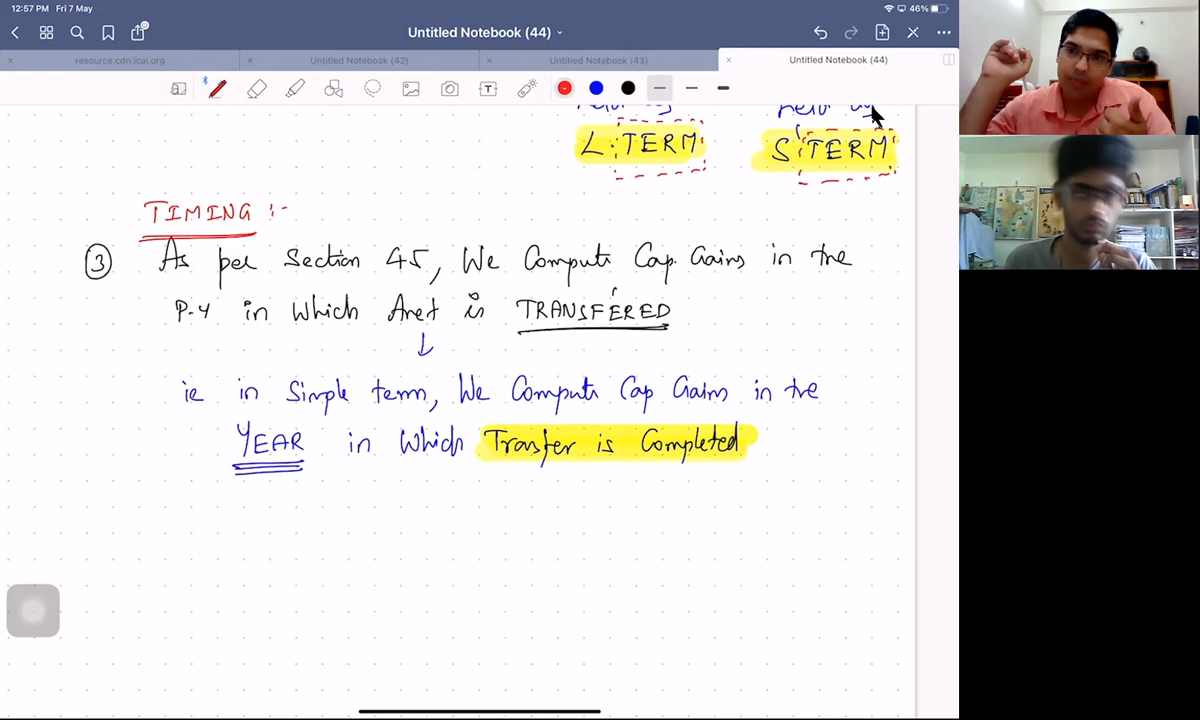 12:57 PM Fri 7 May
46%
Untitled Notebook (44)
resource.cdn.icai.org
Untitled Notebook (42)
Untitled Notebook (43)
Untitled Notebook (44)
L. TERM
S TERM
TIMING :-
③ As per Section 45, We Compute Cap. Gains in the
P.Y in Which Asset is TRANSFERED
↓
ie in Simple term, We Compute Cap Gains in the
YEAR in Which Trasfer is Completed